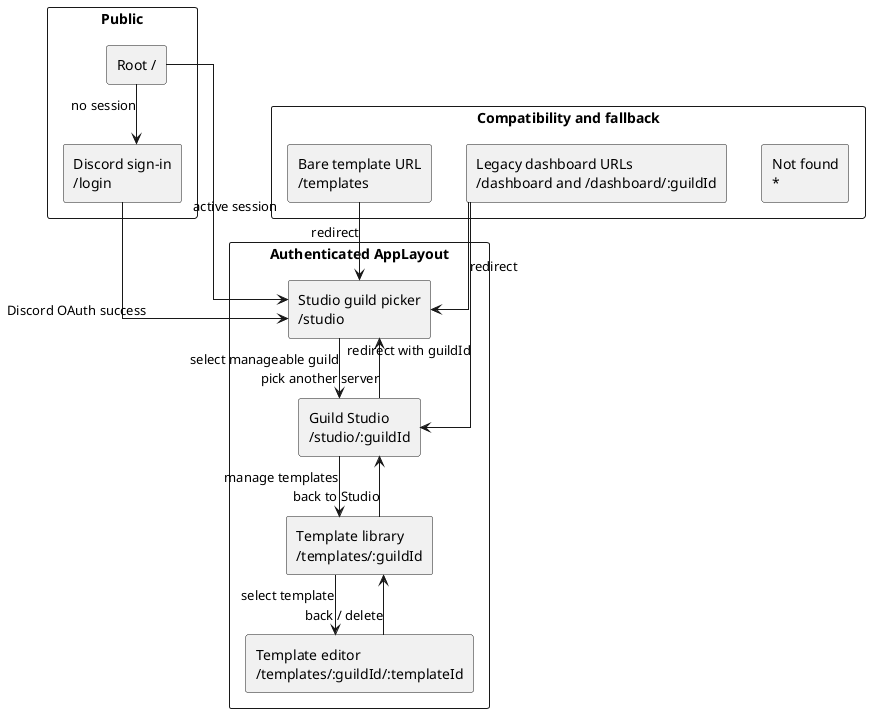 Public
Root /
no session
Discord sign-in
/login
Compatibility and fallback
Bare template URL
/templates
Legacy dashboard URLs
/dashboard and /dashboard/:guildId
Not found
*
active session
redirect
redirect
Authenticated AppLayout
Studio guild picker
/studio
Discord OAuth success
select manageable guild
redirect with guildId
pick another server
Guild Studio
/studio/:guildId
manage templates
back to Studio
Template library
/templates/:guildId
select template
back / delete
Template editor
/templates/:guildId/:templateId